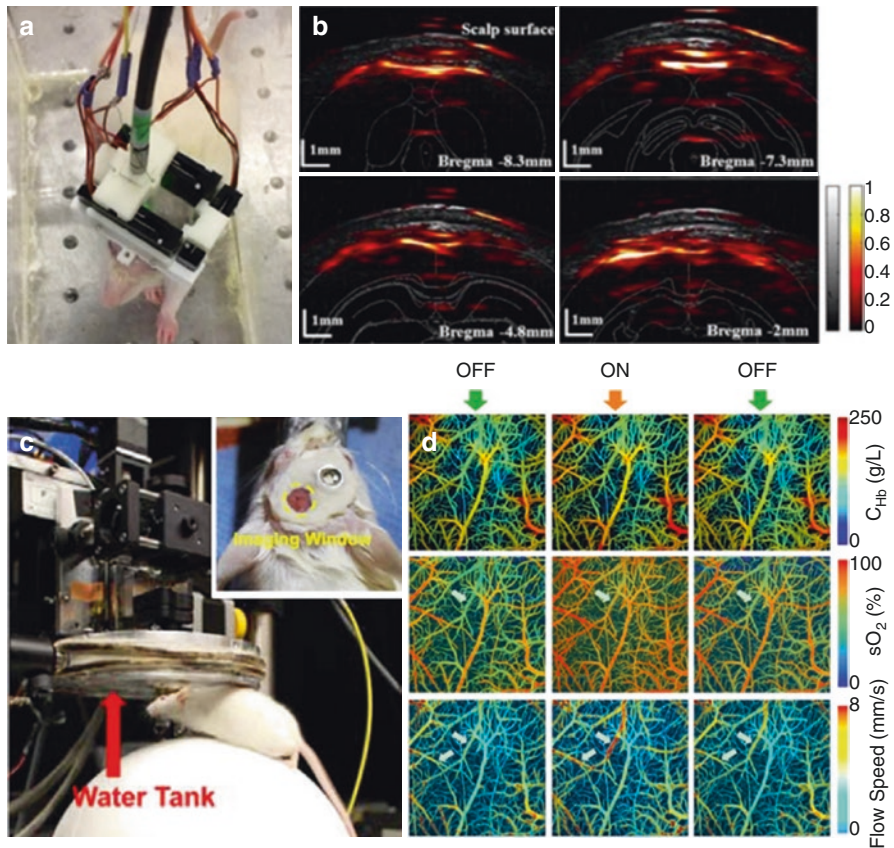 a
b
Scalp surface
1mm
Bregma -8.3mm
1mm
Bregma -7.3mm
1mm
Bregma -4.8mm
1mm
Bregma -2mm
1
0.8
0.6
0.4
0.2
0
c
Imaging Window
Water Tank
d
OFF
ON
OFF
250
0
C_Hb (g/L)
100
0
sO₂ (%)
8
0
Flow Speed (mm/s)